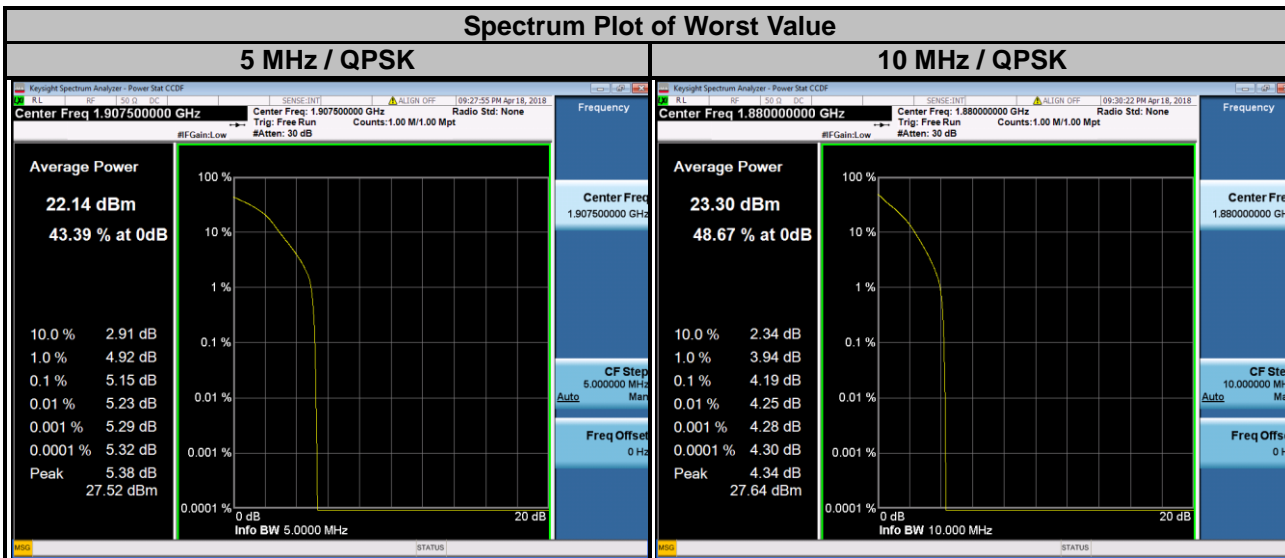 Spectrum Plot of Worst Value
5 MHz / QPSK
Keysight Spectrum Analyzer - Power Stat CCDF
RL RF 50 Ω DC SENSE:INT ALIGN OFF 09:27:55 PM Apr 18, 2018
Center Freq 1.907500000 GHz
Center Freq: 1.907500000 GHz Radio Std: None
Trig: Free Run Counts:1.00 M/1.00 Mpt
#IFGain:Low #Atten: 30 dB
Frequency
Average Power
22.14 dBm
43.39 % at 0dB
10.0 % 2.91 dB
1.0 % 4.92 dB
0.1 % 5.15 dB
0.01 % 5.23 dB
0.001 % 5.29 dB
0.0001 % 5.32 dB
Peak 5.38 dB
27.52 dBm
100 %
10 %
1 %
0.1 %
0.01 %
0.001 %
0.0001 %
0 dB 20 dB
Info BW 5.0000 MHz
Center Freq
1.907500000 GHz
CF Step
5.000000 MHz
Auto Man
Freq Offset
0 Hz
MSG STATUS
10 MHz / QPSK
Keysight Spectrum Analyzer - Power Stat CCDF
RL RF 50 Ω DC SENSE:INT ALIGN OFF 09:30:22 PM Apr 18, 2018
Center Freq 1.880000000 GHz
Center Freq: 1.880000000 GHz Radio Std: None
Trig: Free Run Counts:1.00 M/1.00 Mpt
#IFGain:Low #Atten: 30 dB
Frequency
Average Power
23.30 dBm
48.67 % at 0dB
10.0 % 2.34 dB
1.0 % 3.94 dB
0.1 % 4.19 dB
0.01 % 4.25 dB
0.001 % 4.28 dB
0.0001 % 4.30 dB
Peak 4.34 dB
27.64 dBm
100 %
10 %
1 %
0.1 %
0.01 %
0.001 %
0.0001 %
0 dB 20 dB
Info BW 10.000 MHz
Center Fre
1.880000000 GH
CF Ste
10.000000 MH
Auto Ma
Freq Offs
0 H
MSG STATUS